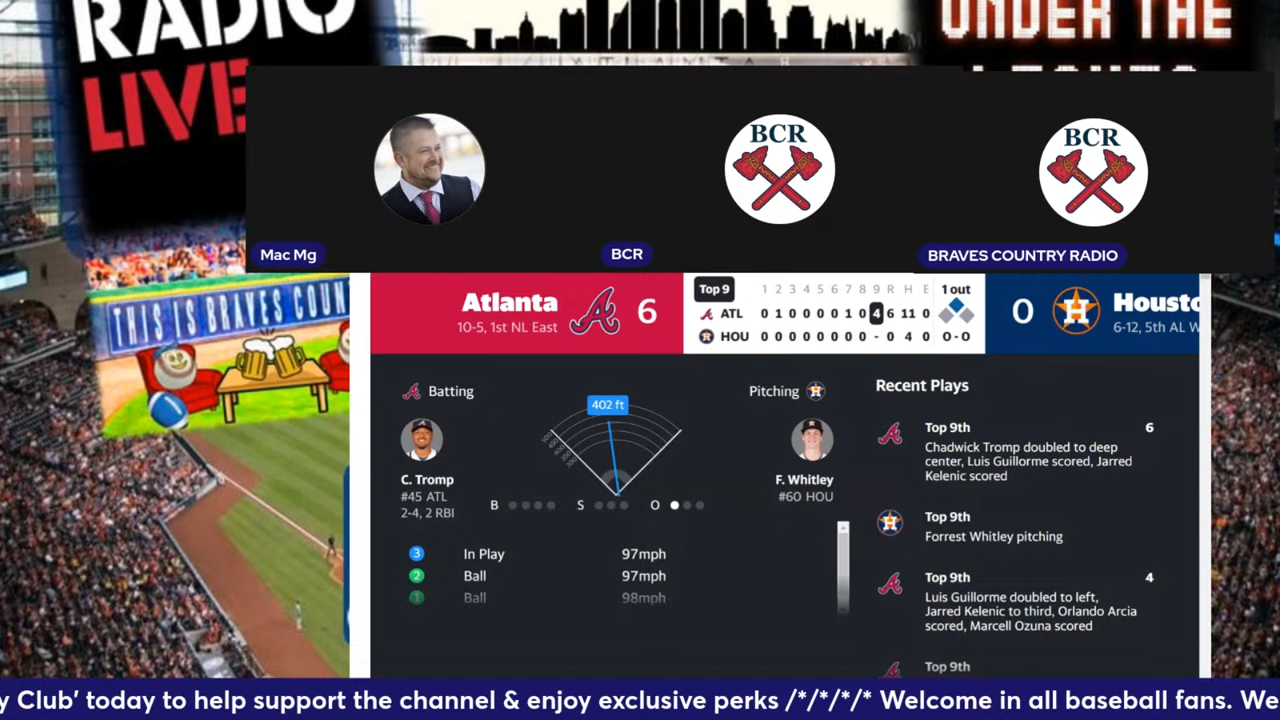 RADIO
LIVE
UNDER THE
BCR
BCR
Mac Mg
BCR
BRAVES COUNTRY RADIO
THIS IS BRAVES COUN
Atlanta
10-5, 1st NL East
6
Top 9
1 2 3 4 5 6 7 8 9 R H E
ATL 0 1 0 0 0 0 0 1 0 4 6 11 0
HOU 0 0 0 0 0 0 0 0 - 0 4 0
1 out
0-0
0
Housto
6-12, 5th AL W
Batting
402 ft
Pitching
C. Tromp
#45 ATL
2-4, 2 RBI
F. Whitley
#60 HOU
B
S
O
3 In Play 97mph
2 Ball 97mph
1 Ball 98mph
Recent Plays
Top 9th 6
Chadwick Tromp doubled to deep
center, Luis Guillorme scored, Jarred
Kelenic scored
Top 9th
Forrest Whitley pitching
Top 9th 4
Luis Guillorme doubled to left,
Jarred Kelenic to third, Orlando Arcia
scored, Marcell Ozuna scored
Top 9th
y Club' today to help support the channel & enjoy exclusive perks /*/*/*/* Welcome in all baseball fans. We